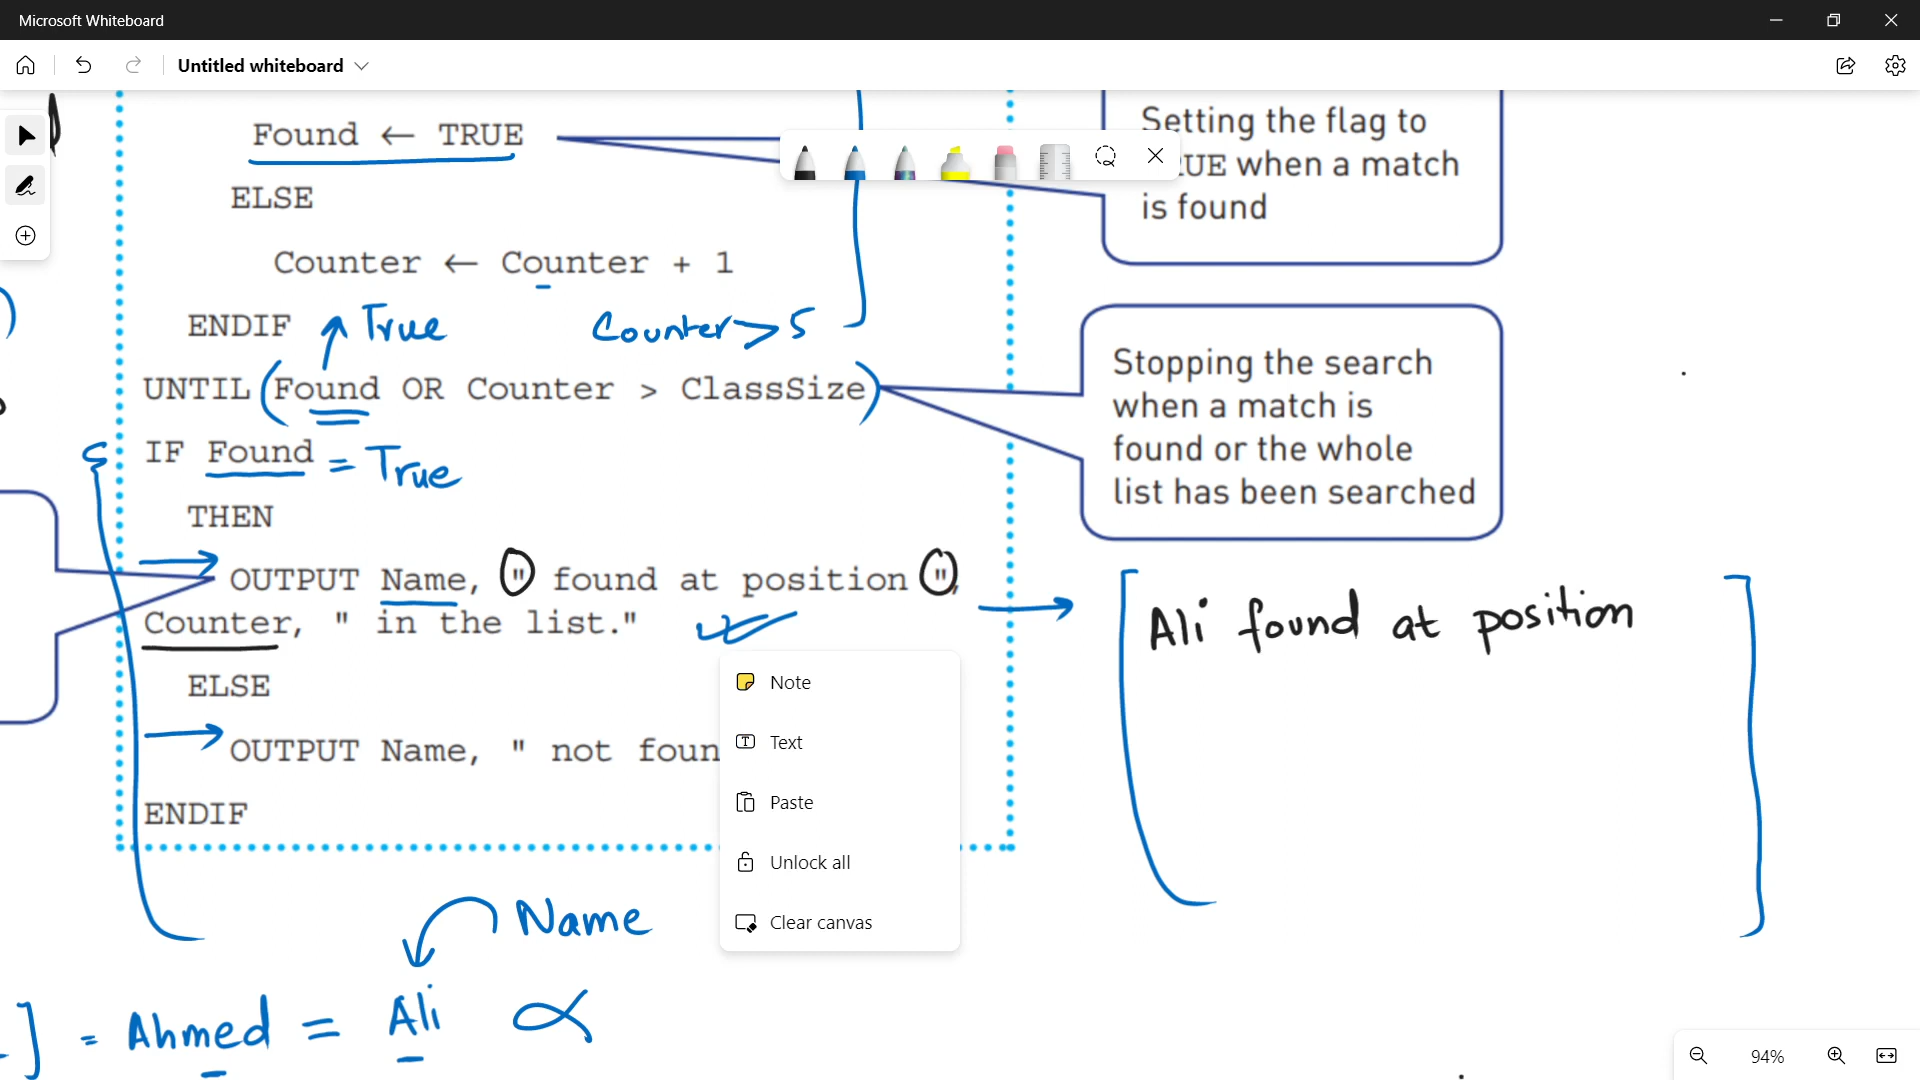 Microsoft Whiteboard
Untitled whiteboard
Found ← TRUE
ELSE
Counter ← Counter + 1
ENDIF
True
Counter > 5
UNTIL (Found OR Counter > ClassSize)
IF Found = True
THEN
OUTPUT Name, " found at position ",
Counter, " in the list."
ELSE
OUTPUT Name, " not foun
ENDIF
Setting the flag to
UE when a match
is found
Stopping the search
when a match is
found or the whole
list has been searched
Ali found at position
Note
Text
Paste
Unlock all
Clear canvas
Name
] = Ahmed = Ali
94%